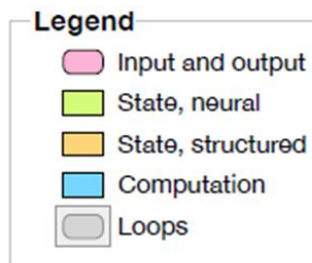 Legend
Input and output
State, neural
State, structured
Computation
Loops